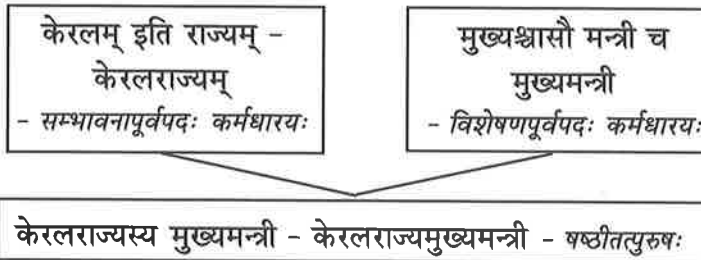 केरलम् इति राज्यम् –
केरलराज्यम्
– सम्भावनापूर्वपदः कर्मधारयः
मुख्यश्चासौ मन्त्री च
मुख्यमन्त्री
– विशेषणपूर्वपदः कर्मधारयः
केरलराज्यस्य मुख्यमन्त्री – केरलराज्यमुख्यमन्त्री – षष्ठीतत्पुरुषः